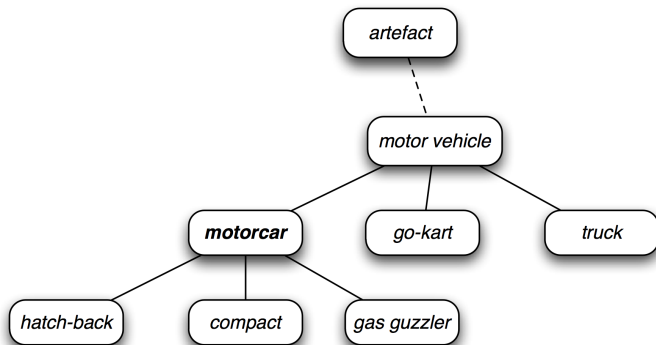 artefact
motor vehicle
motorcar
go-kart
truck
hatch-back
compact
gas guzzler